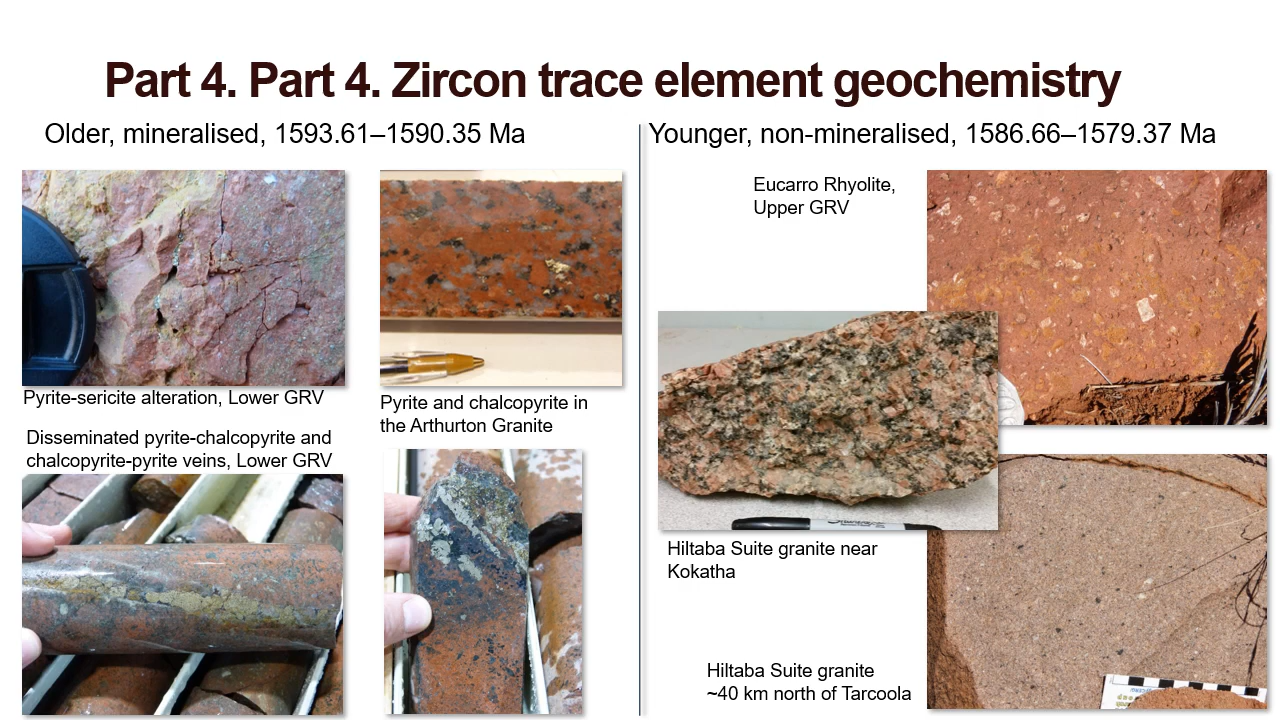 Part 4. Part 4. Zircon trace element geochemistry
Older, mineralised, 1593.61–1590.35 Ma
Younger, non-mineralised, 1586.66–1579.37 Ma
Pyrite-sericite alteration, Lower GRV
Pyrite and chalcopyrite in
the Arthurton Granite
Disseminated pyrite-chalcopyrite and
chalcopyrite-pyrite veins, Lower GRV
Eucarro Rhyolite,
Upper GRV
Hiltaba Suite granite near
Kokatha
Hiltaba Suite granite
~40 km north of Tarcoola